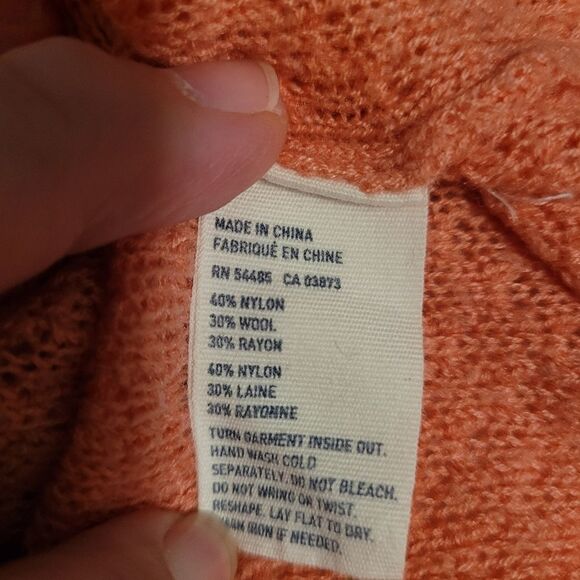 MADE IN CHINA
FABRIQUÉ EN CHINE
RN 54485 CA 03873
40% NYLON
30% WOOL
30% RAYON
40% NYLON
30% LAINE
30% RAYONNE
TURN GARMENT INSIDE OUT.
HAND WASH COLD
SEPARATELY. DO NOT BLEACH.
DO NOT WRING OR TWIST.
RESHAPE. LAY FLAT TO DRY.
IRON IF NEEDED.